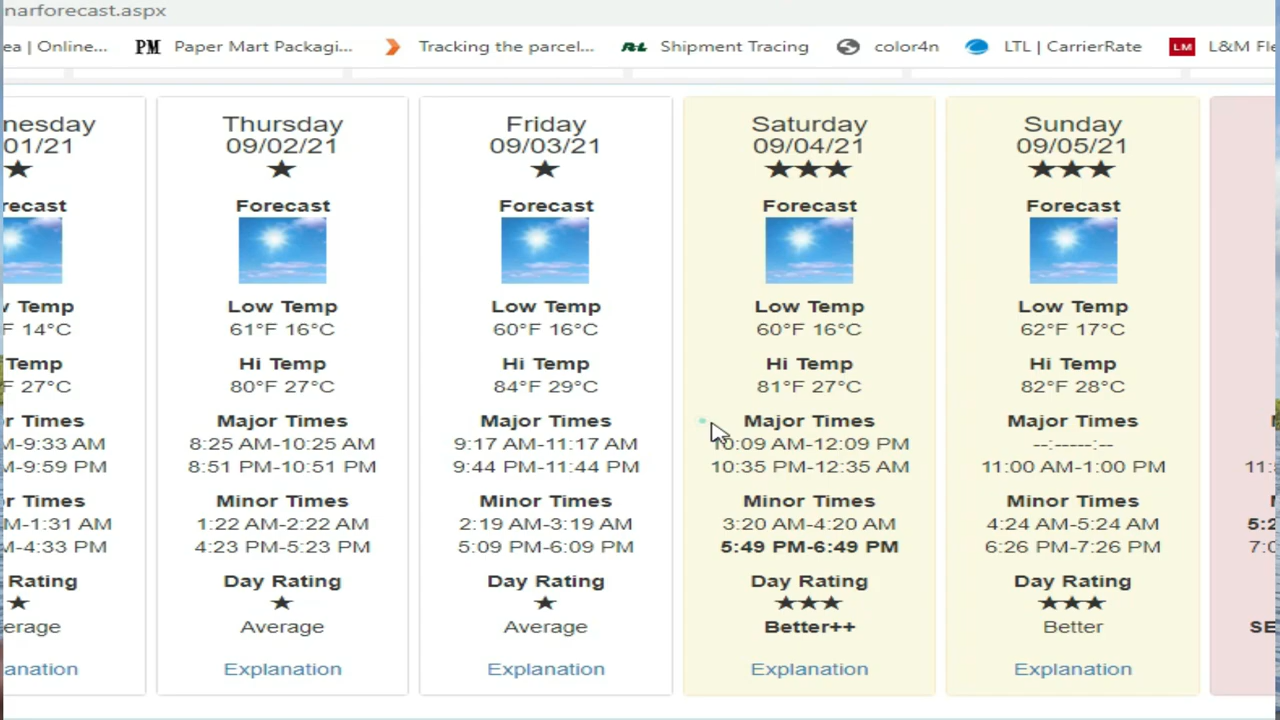 narforecast.aspx
ea | Online... PM Paper Mart Packagi... Tracking the parcel... RL Shipment Tracing color4n LTL | CarrierRate LM L&M Fle
nesday
01/21
★
recast
w Temp
F 14°C
Temp
F 27°C
r Times
M-9:33 AM
M-9:59 PM
r Times
M-1:31 AM
M-4:33 PM
Rating
★
erage
anation
Thursday
09/02/21
★
Forecast
Low Temp
61°F 16°C
Hi Temp
80°F 27°C
Major Times
8:25 AM-10:25 AM
8:51 PM-10:51 PM
Minor Times
1:22 AM-2:22 AM
4:23 PM-5:23 PM
Day Rating
★
Average
Explanation
Friday
09/03/21
★
Forecast
Low Temp
60°F 16°C
Hi Temp
84°F 29°C
Major Times
9:17 AM-11:17 AM
9:44 PM-11:44 PM
Minor Times
2:19 AM-3:19 AM
5:09 PM-6:09 PM
Day Rating
★
Average
Explanation
Saturday
09/04/21
★★★
Forecast
Low Temp
60°F 16°C
Hi Temp
81°F 27°C
Major Times
10:09 AM-12:09 PM
10:35 PM-12:35 AM
Minor Times
3:20 AM-4:20 AM
5:49 PM-6:49 PM
Day Rating
★★★
Better++
Explanation
Sunday
09/05/21
★★★
Forecast
Low Temp
62°F 17°C
Hi Temp
82°F 28°C
Major Times
--:-----:--
11:00 AM-1:00 PM
Minor Times
4:24 AM-5:24 AM
6:26 PM-7:26 PM
Day Rating
★★★
Better
Explanation
11:
5:2
7:0
SE